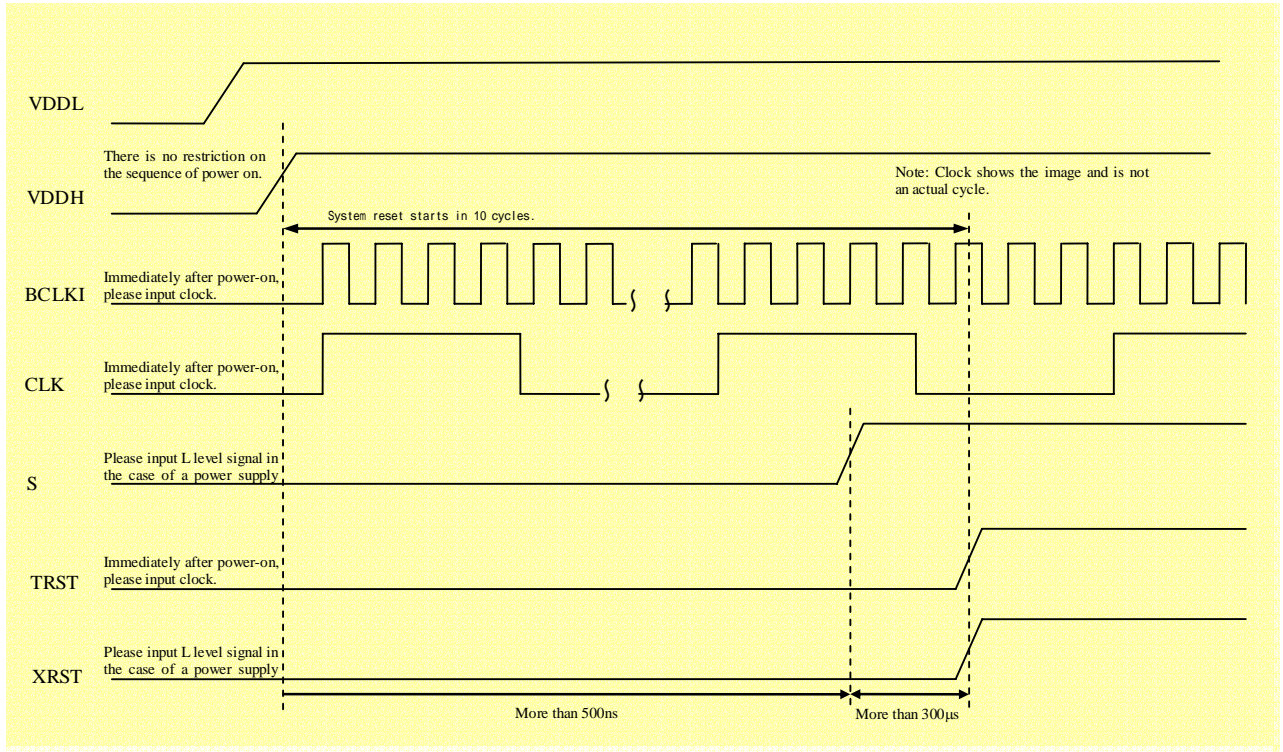 VDDL
There is no restriction on
the sequence of power on.
VDDH
Note: Clock shows the image and is not
an actual cycle.
System reset starts in 10 cycles.
Immediately after power-on,
please input clock.
BCLKI
Immediately after power-on,
please input clock.
CLK
Please input L level signal in
the case of a power supply
S
Immediately after power-on,
please input clock.
TRST
Please input L level signal in
the case of a power supply
XRST
More than 500ns
More than 300μs